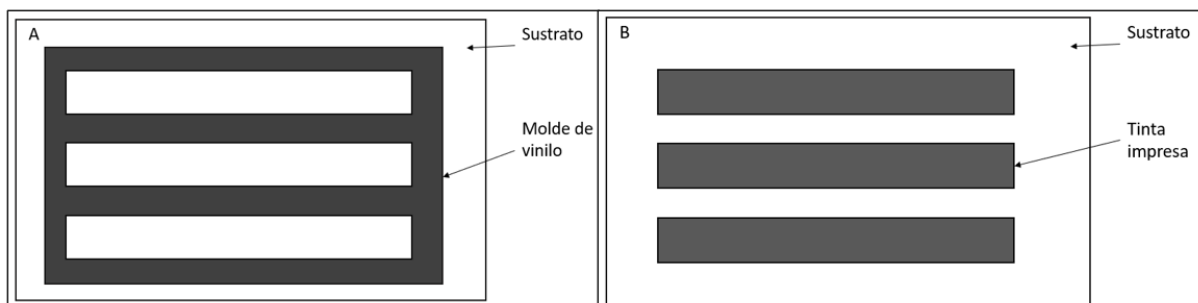 A
Sustrato
Molde de
vinilo
B
Sustrato
Tinta
impresa